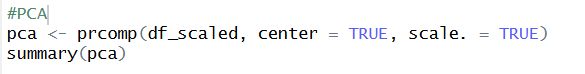 #PCA
pca <- prcomp(df_scaled, center = TRUE, scale. = TRUE)
summary(pca)